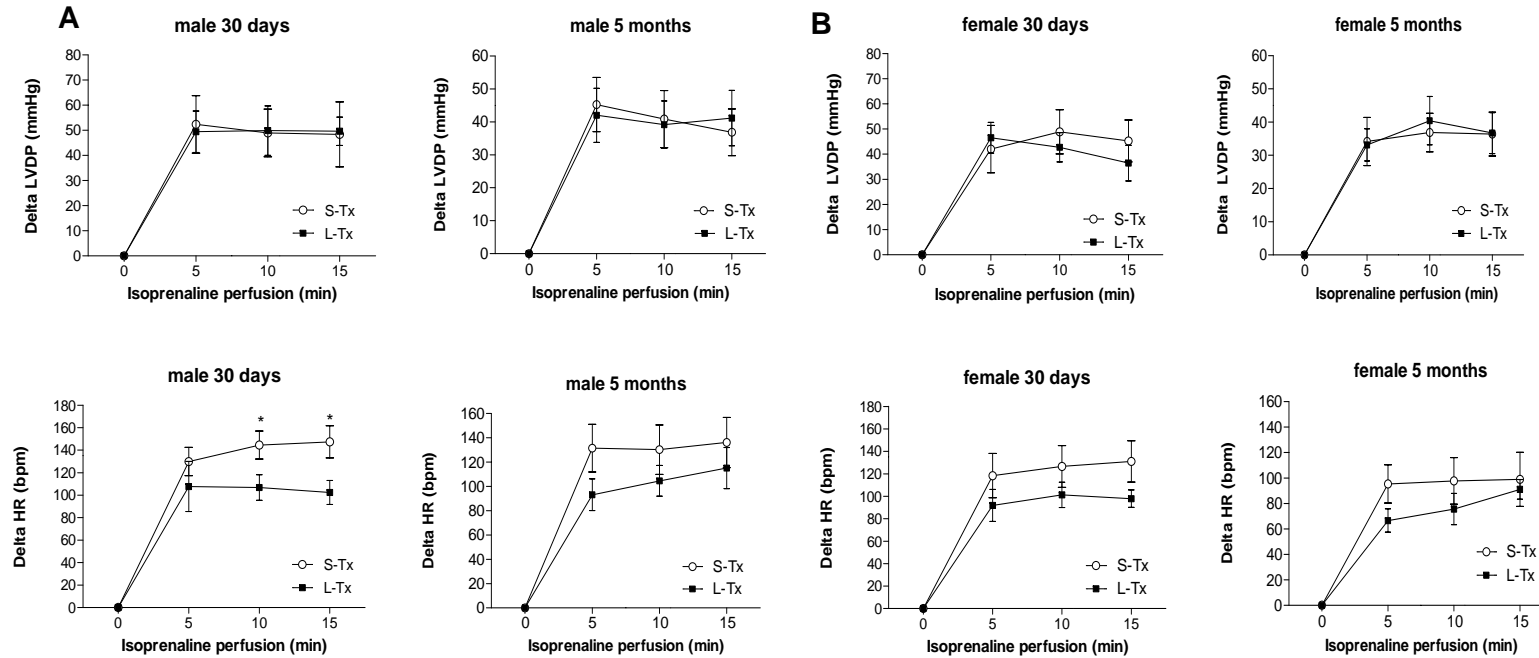 A
male 30 days
Delta LVDP (mmHg)
80
70
60
50
40
30
20
10
0
S-Tx
L-Tx
0 5 10 15
Isoprenaline perfusion (min)
male 5 months
Delta LVDP (mmHg)
60
50
40
30
20
10
0
S-Tx
L-Tx
0 5 10 15
Isoprenaline perfusion (min)
B
female 30 days
Delta LVDP (mmHg)
80
70
60
50
40
30
20
10
0
S-Tx
L-Tx
0 5 10 15
Isoprenaline perfusion (min)
female 5 months
Delta LVDP (mmHg)
60
50
40
30
20
10
0
S-Tx
L-Tx
0 5 10 15
Isoprenaline perfusion (min)
male 30 days
Delta HR (bpm)
180
160
140
120
100
80
60
40
20
0
* *
S-Tx
L-Tx
0 5 10 15
Isoprenaline perfusion (min)
male 5 months
Delta HR (bpm)
160
140
120
100
80
60
40
20
0
S-Tx
L-Tx
0 5 10 15
Isoprenaline perfusion (min)
female 30 days
Delta HR (bpm)
180
160
140
120
100
80
60
40
20
0
S-Tx
L-Tx
0 5 10 15
Isoprenaline perfusion (min)
female 5 months
Delta HR (bpm)
160
140
120
100
80
60
40
20
0
S-Tx
L-Tx
0 5 10 15
Isoprenaline perfusion (min)